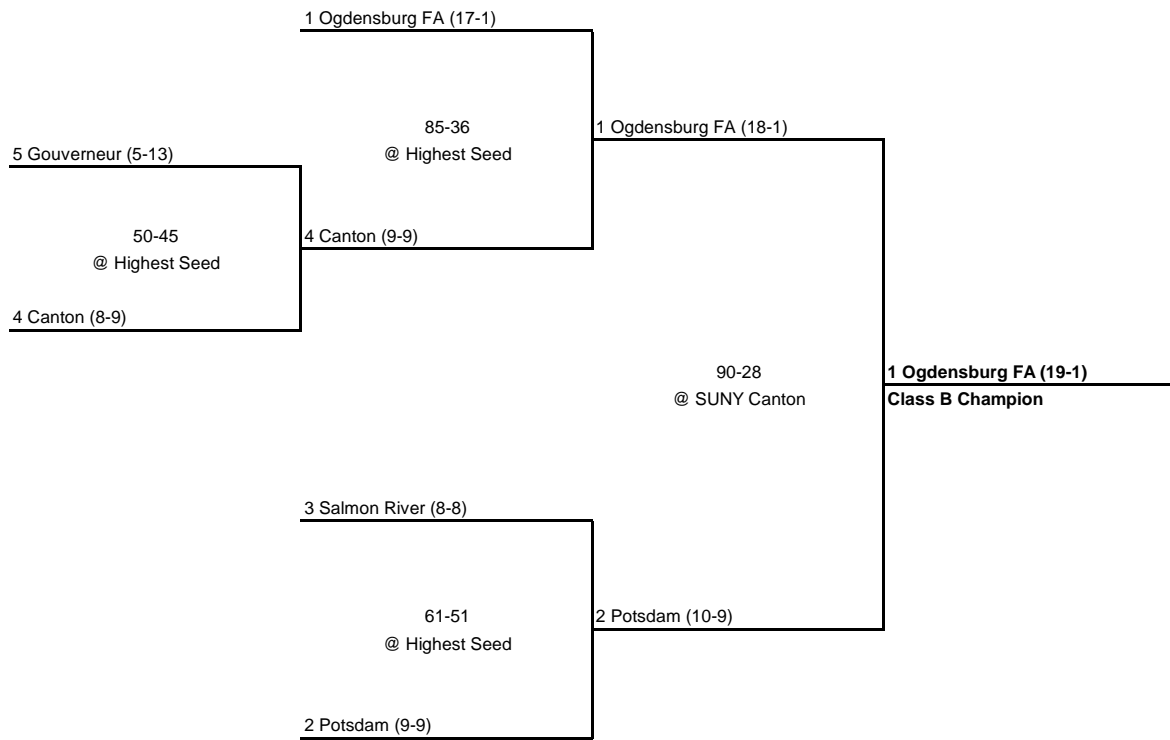 1 Ogdensburg FA (17-1)
85-36
@ Highest Seed
1 Ogdensburg FA (18-1)
5 Gouverneur (5-13)
50-45
@ Highest Seed
4 Canton (9-9)
4 Canton (8-9)
90-28
@ SUNY Canton
1 Ogdensburg FA (19-1)
Class B Champion
3 Salmon River (8-8)
61-51
@ Highest Seed
2 Potsdam (10-9)
2 Potsdam (9-9)